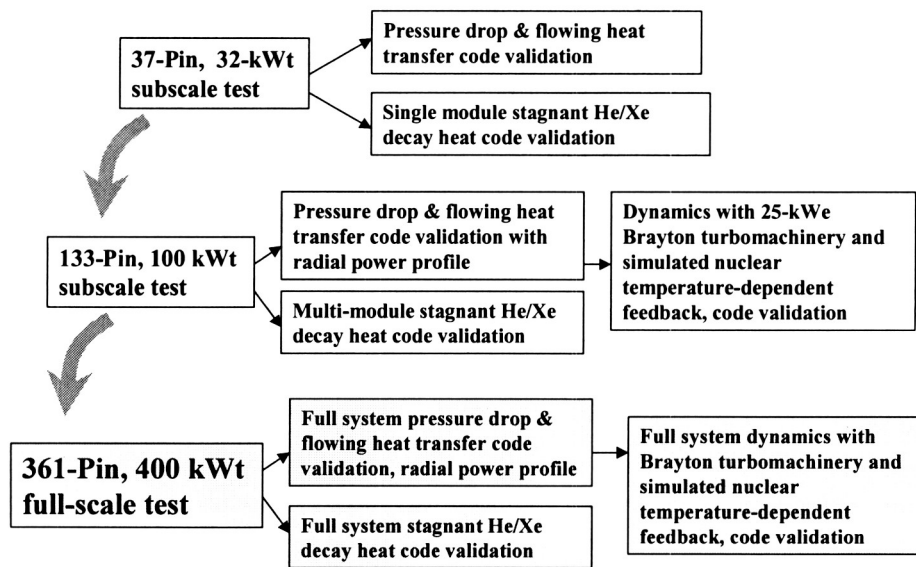 37-Pin, 32-kWt
subscale test
Pressure drop & flowing heat
transfer code validation
Single module stagnant He/Xe
decay heat code validation
133-Pin, 100 kWt
subscale test
Pressure drop & flowing heat
transfer code validation with
radial power profile
Multi-module stagnant He/Xe
decay heat code validation
Dynamics with 25-kWe
Brayton turbomachinery and
simulated nuclear
temperature-dependent
feedback, code validation
361-Pin, 400 kWt
full-scale test
Full system pressure drop &
flowing heat transfer code
validation, radial power profile
Full system stagnant He/Xe
decay heat code validation
Full system dynamics with
Brayton turbomachinery and
simulated nuclear
temperature-dependent
feedback, code validation